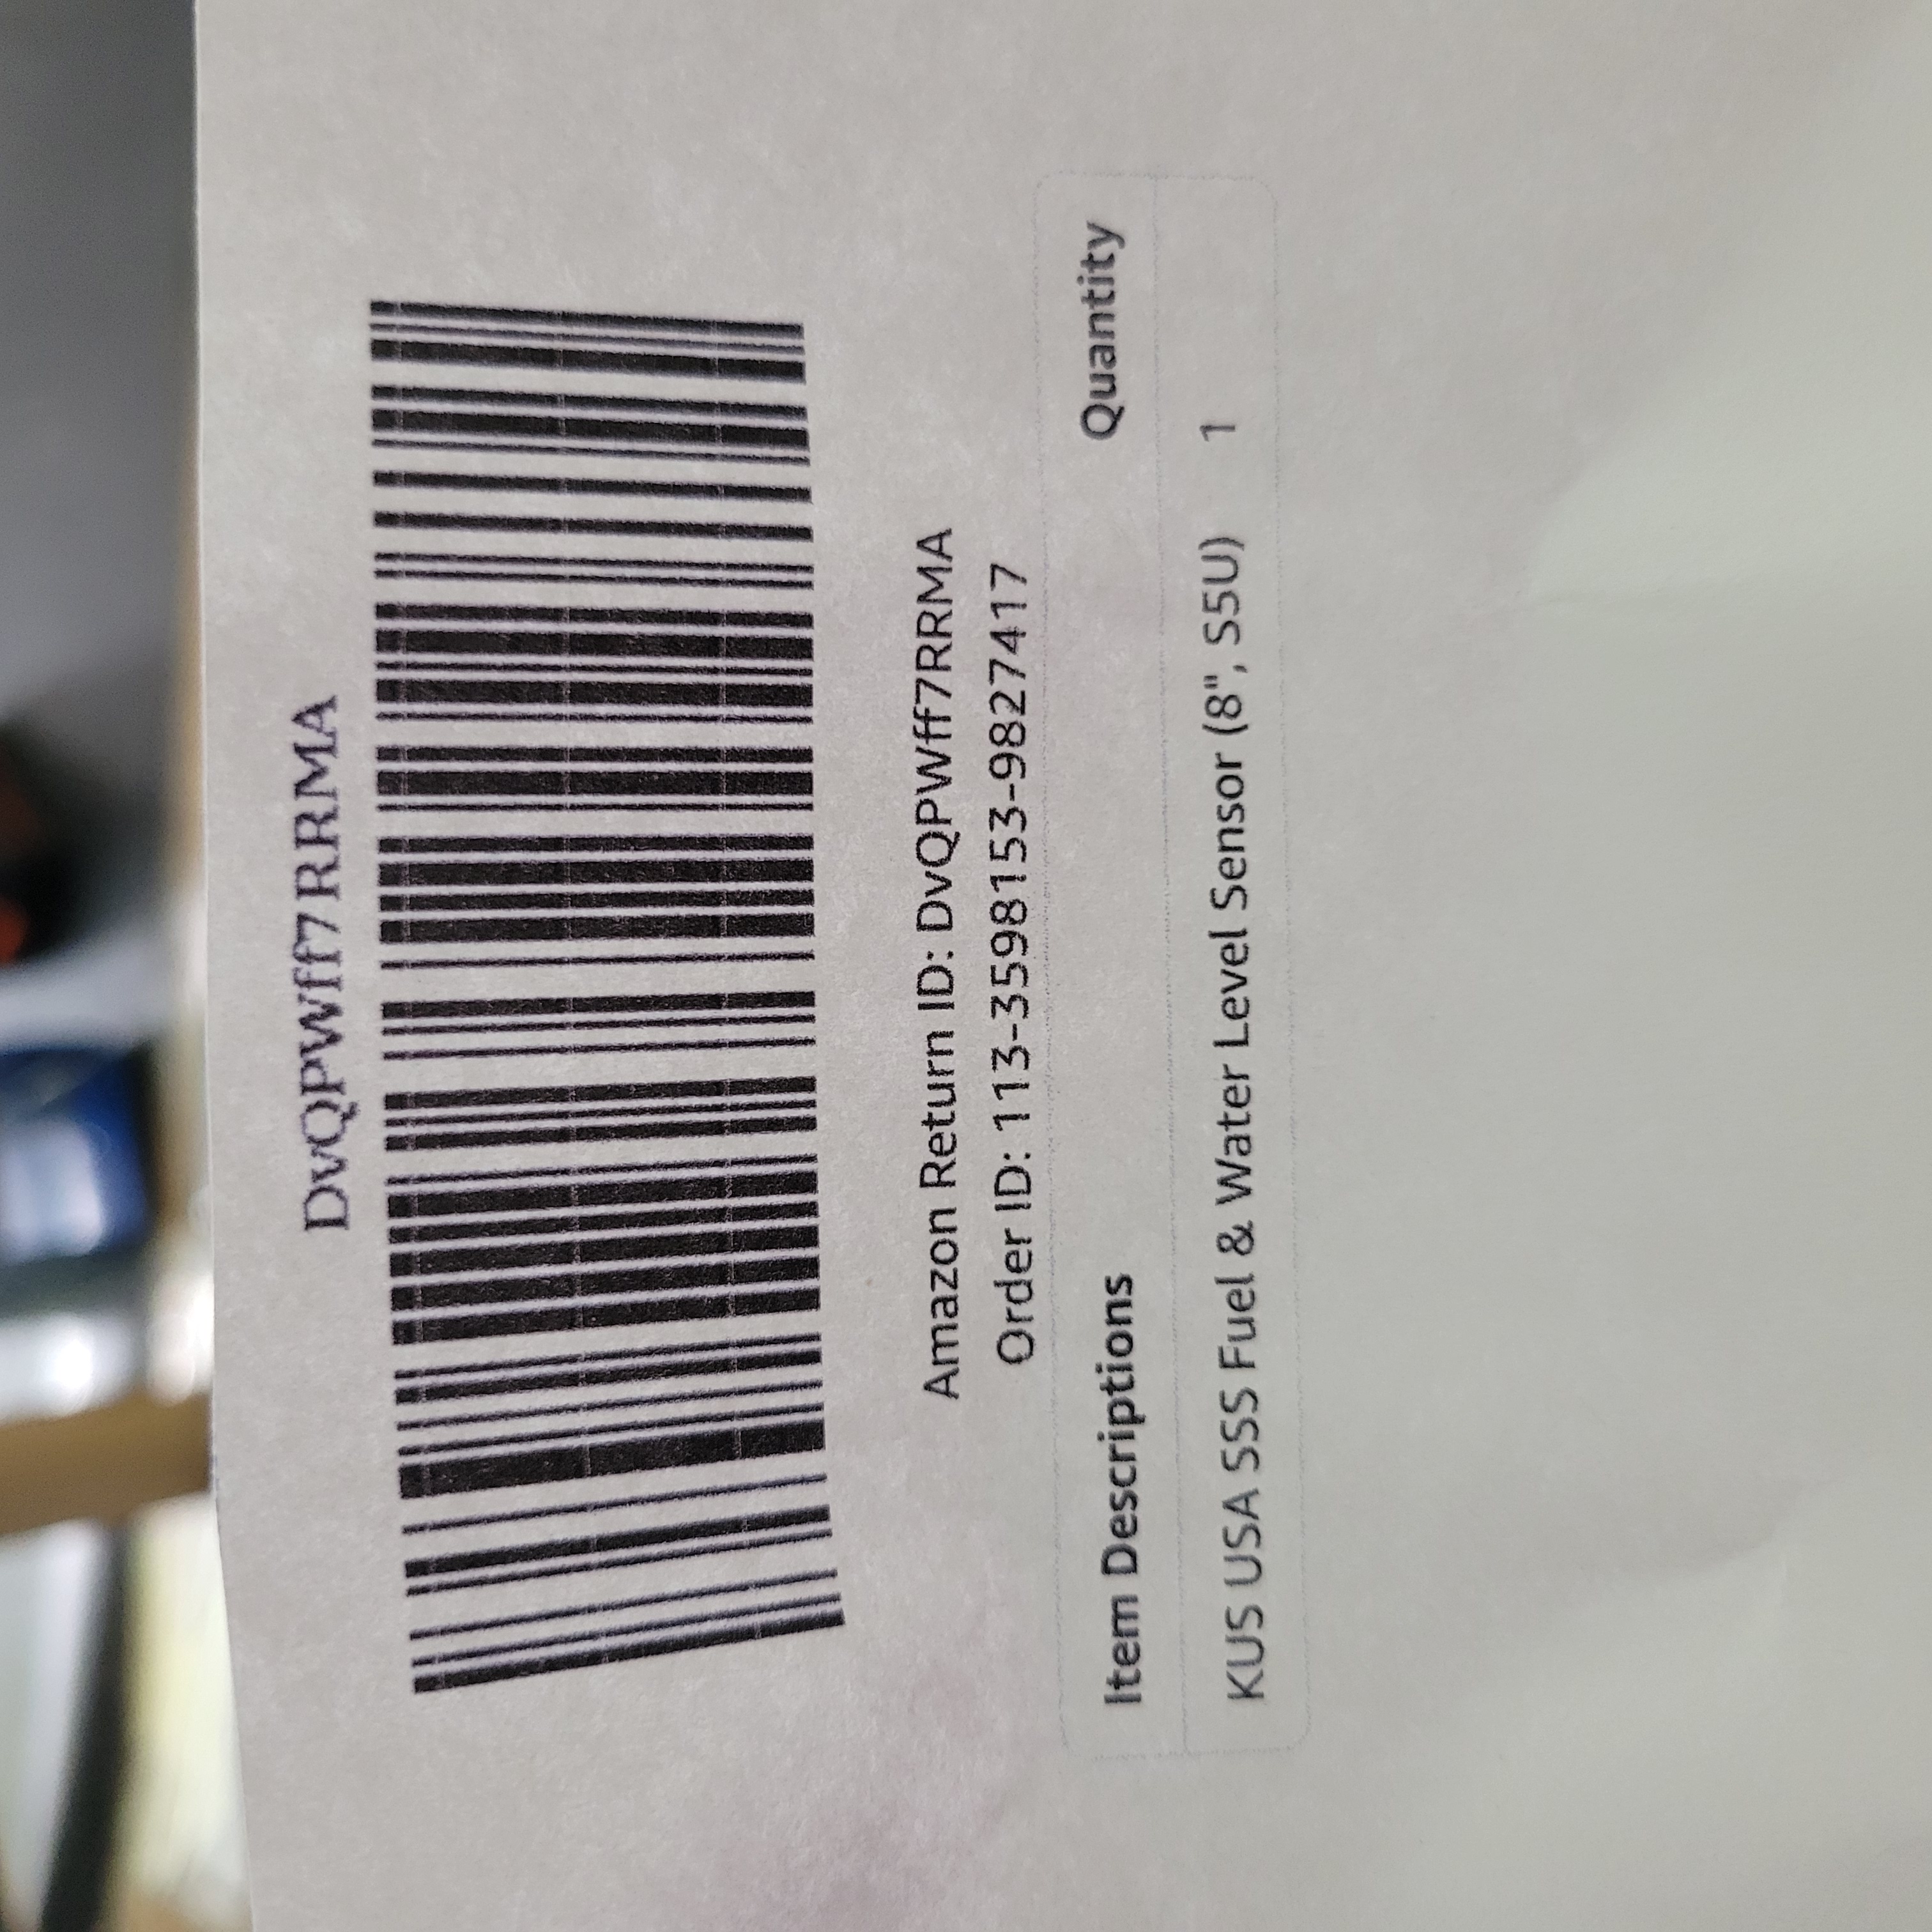 DvQPWff7RRMA
Amazon Return ID: DvQPWff7RRMA
Order ID: 113-3598153-9827417
Item Descriptions Quantity
KUS USA SSS Fuel & Water Level Sensor (8", S5U) 1